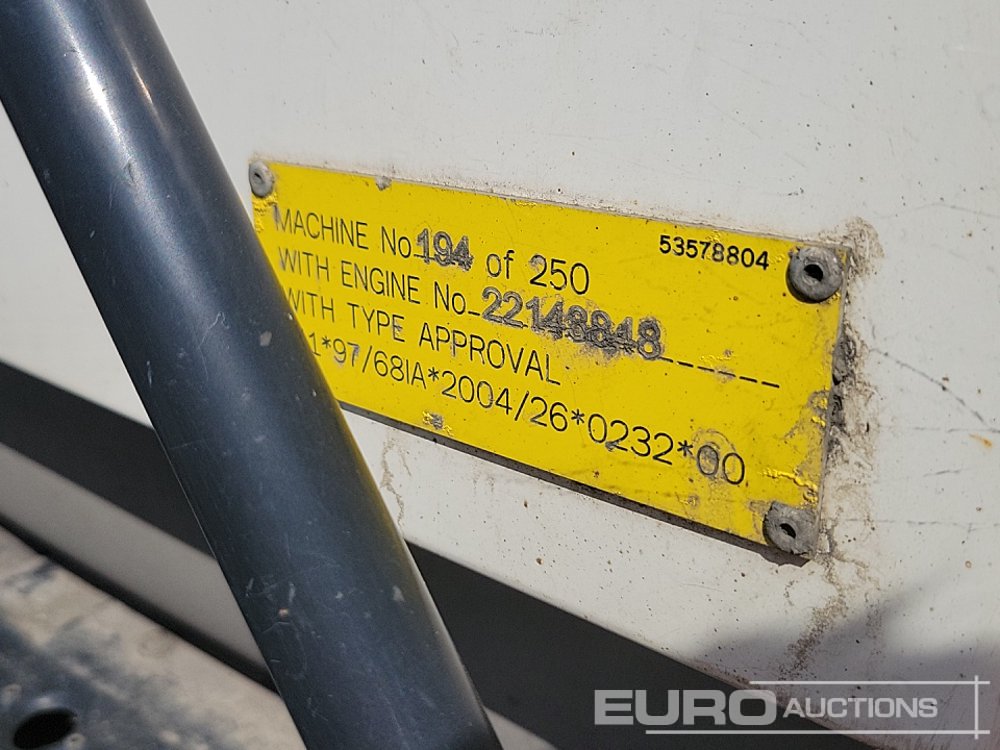 53578804
MACHINE No 194 of 250
WITH ENGINE No 22148848
WITH TYPE APPROVAL
1*97/68IA*2004/26*0232*00
EURO AUCTIONS